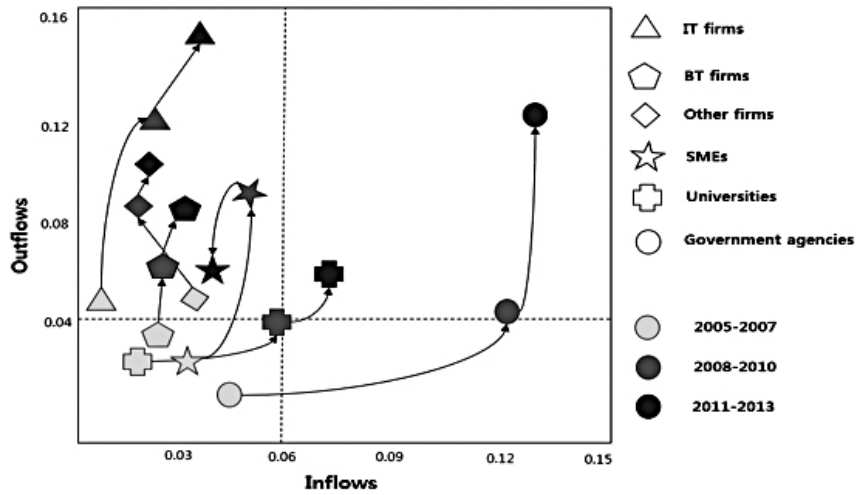 0.16
0.12
0.08
0.04
Outflows
0.03
0.06
0.09
0.12
0.15
Inflows
IT firms
BT firms
Other firms
SMEs
Universities
Government agencies
2005-2007
2008-2010
2011-2013